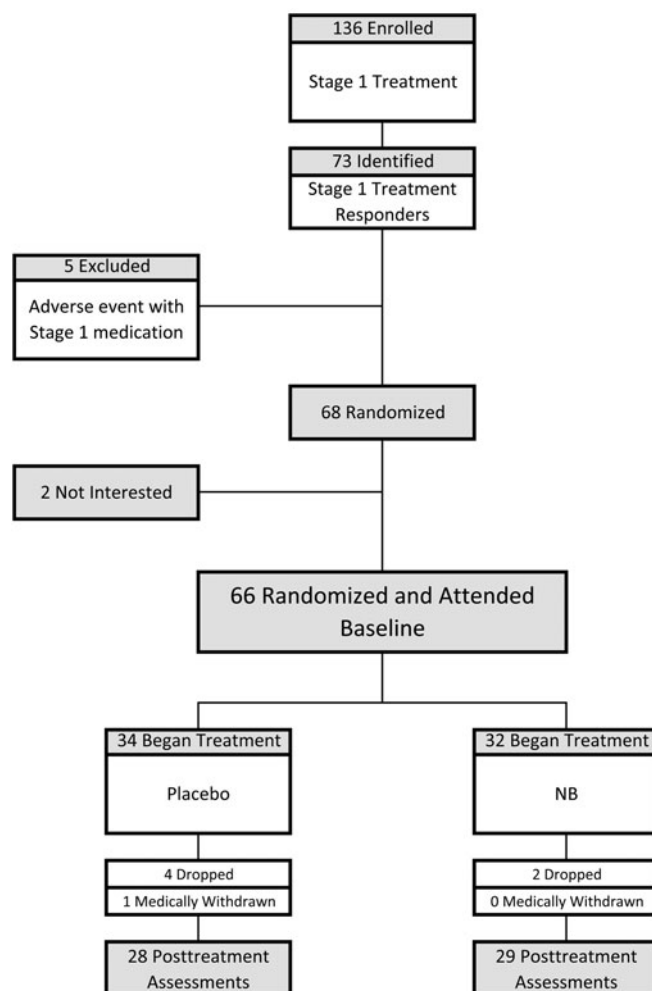 136 Enrolled
Stage 1 Treatment
73 Identified
Stage 1 Treatment
Responders
5 Excluded
Adverse event with
Stage 1 medication
68 Randomized
2 Not Interested
66 Randomized and Attended
Baseline
34 Began Treatment
Placebo
4 Dropped
1 Medically Withdrawn
28 Posttreatment
Assessments
32 Began Treatment
NB
2 Dropped
0 Medically Withdrawn
29 Posttreatment
Assessments